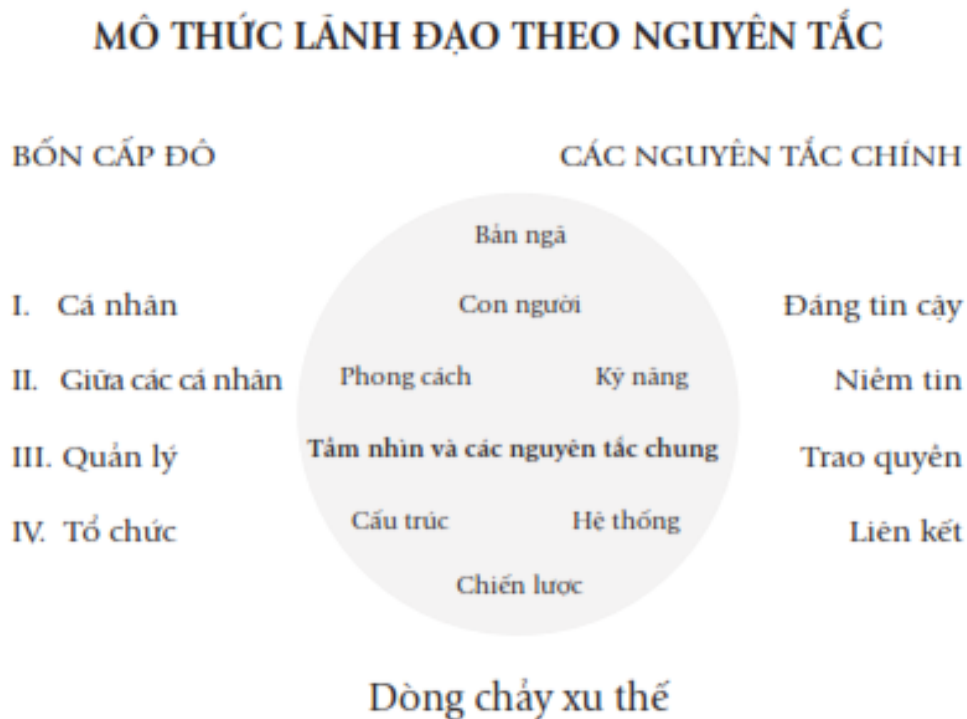 MÔ THỨC LÃNH ĐẠO THEO NGUYÊN TẮC
BỐN CẤP ĐÔ CÁC NGUYÊN TẮC CHÍNH
Bản ngã
I. Cá nhân Con người Đáng tin cậy
II. Giữa các cá nhân Phong cách Kỹ năng Niềm tin
III. Quản lý Tầm nhìn và các nguyên tắc chung Trao quyền
IV. Tổ chức Cấu trúc Hệ thống Liên kết
Chiến lược
Dòng chảy xu thế